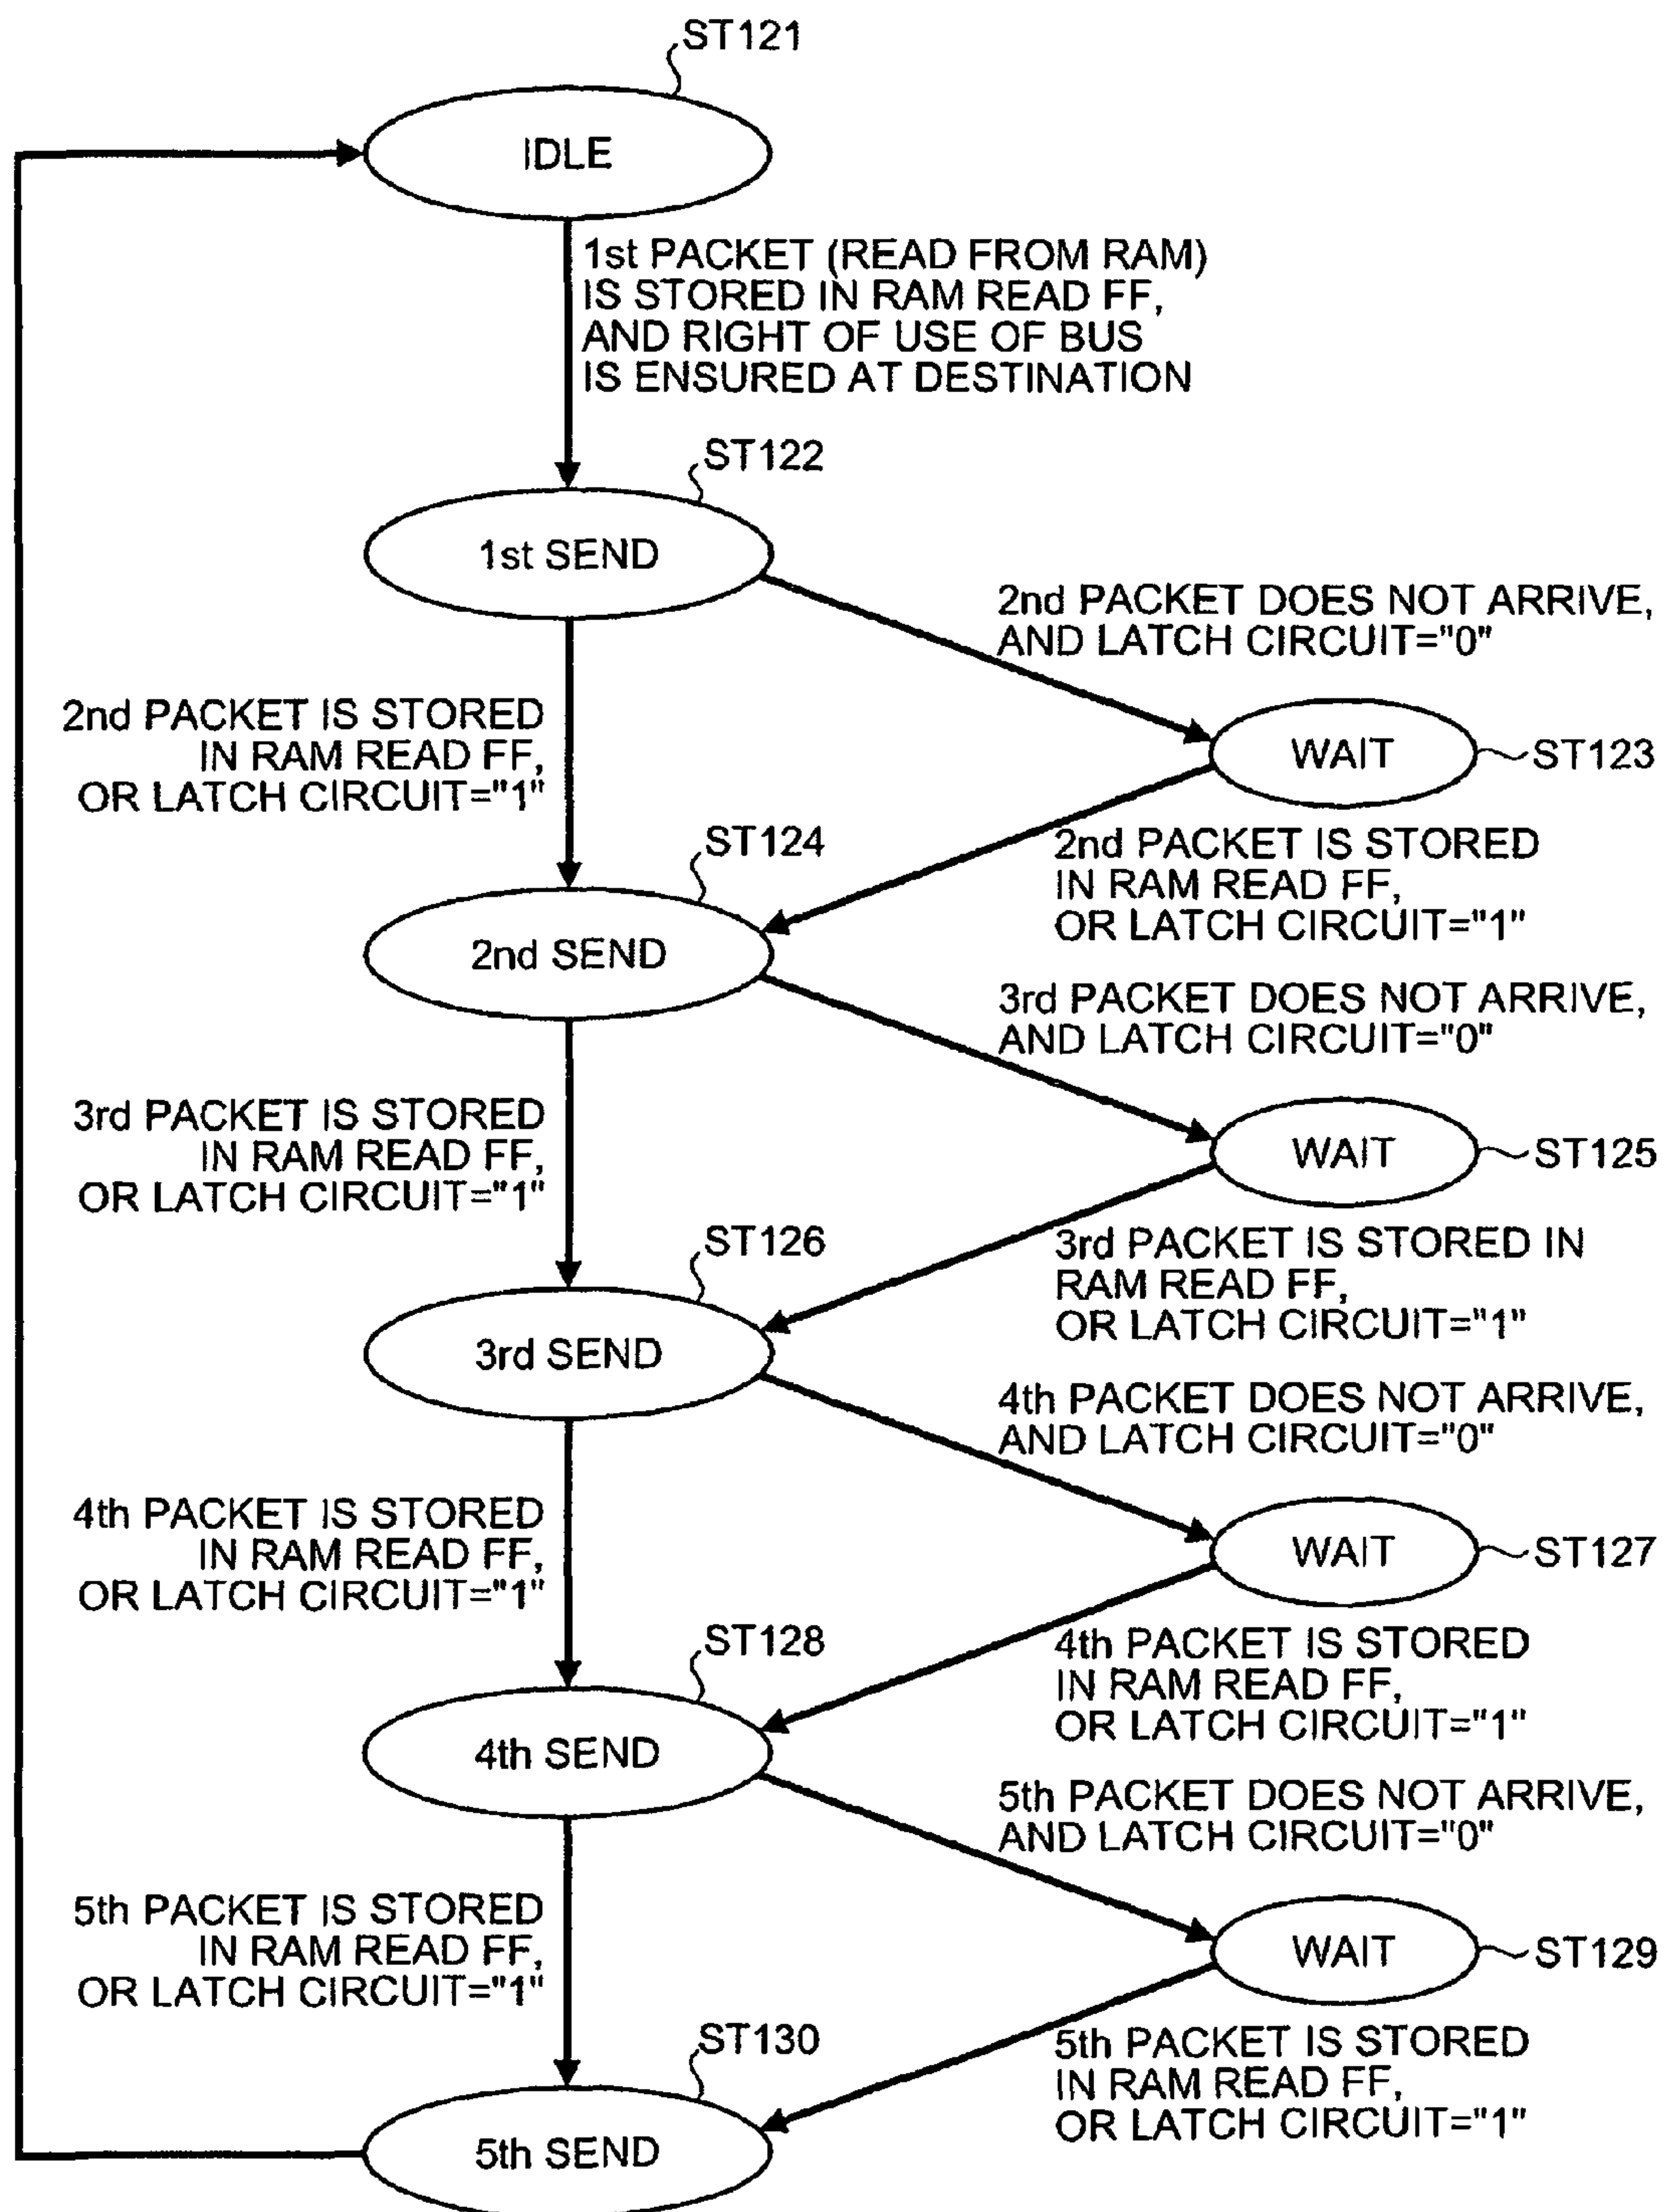 ST121
IDLE
1st PACKET (READ FROM RAM)
IS STORED IN RAM READ FF,
AND RIGHT OF USE OF BUS
IS ENSURED AT DESTINATION
ST122
1st SEND
2nd PACKET DOES NOT ARRIVE,
AND LATCH CIRCUIT="0"
2nd PACKET IS STORED
IN RAM READ FF,
OR LATCH CIRCUIT="1"
WAIT
ST123
ST124
2nd PACKET IS STORED
IN RAM READ FF,
OR LATCH CIRCUIT="1"
2nd SEND
3rd PACKET DOES NOT ARRIVE,
AND LATCH CIRCUIT="0"
3rd PACKET IS STORED
IN RAM READ FF,
OR LATCH CIRCUIT="1"
WAIT
ST125
ST126
3rd PACKET IS STORED IN
RAM READ FF,
OR LATCH CIRCUIT="1"
3rd SEND
4th PACKET DOES NOT ARRIVE,
AND LATCH CIRCUIT="0"
4th PACKET IS STORED
IN RAM READ FF,
OR LATCH CIRCUIT="1"
WAIT
ST127
ST128
4th PACKET IS STORED
IN RAM READ FF,
OR LATCH CIRCUIT="1"
4th SEND
5th PACKET DOES NOT ARRIVE,
AND LATCH CIRCUIT="0"
5th PACKET IS STORED
IN RAM READ FF,
OR LATCH CIRCUIT="1"
WAIT
ST129
ST130
5th PACKET IS STORED
IN RAM READ FF,
OR LATCH CIRCUIT="1"
5th SEND